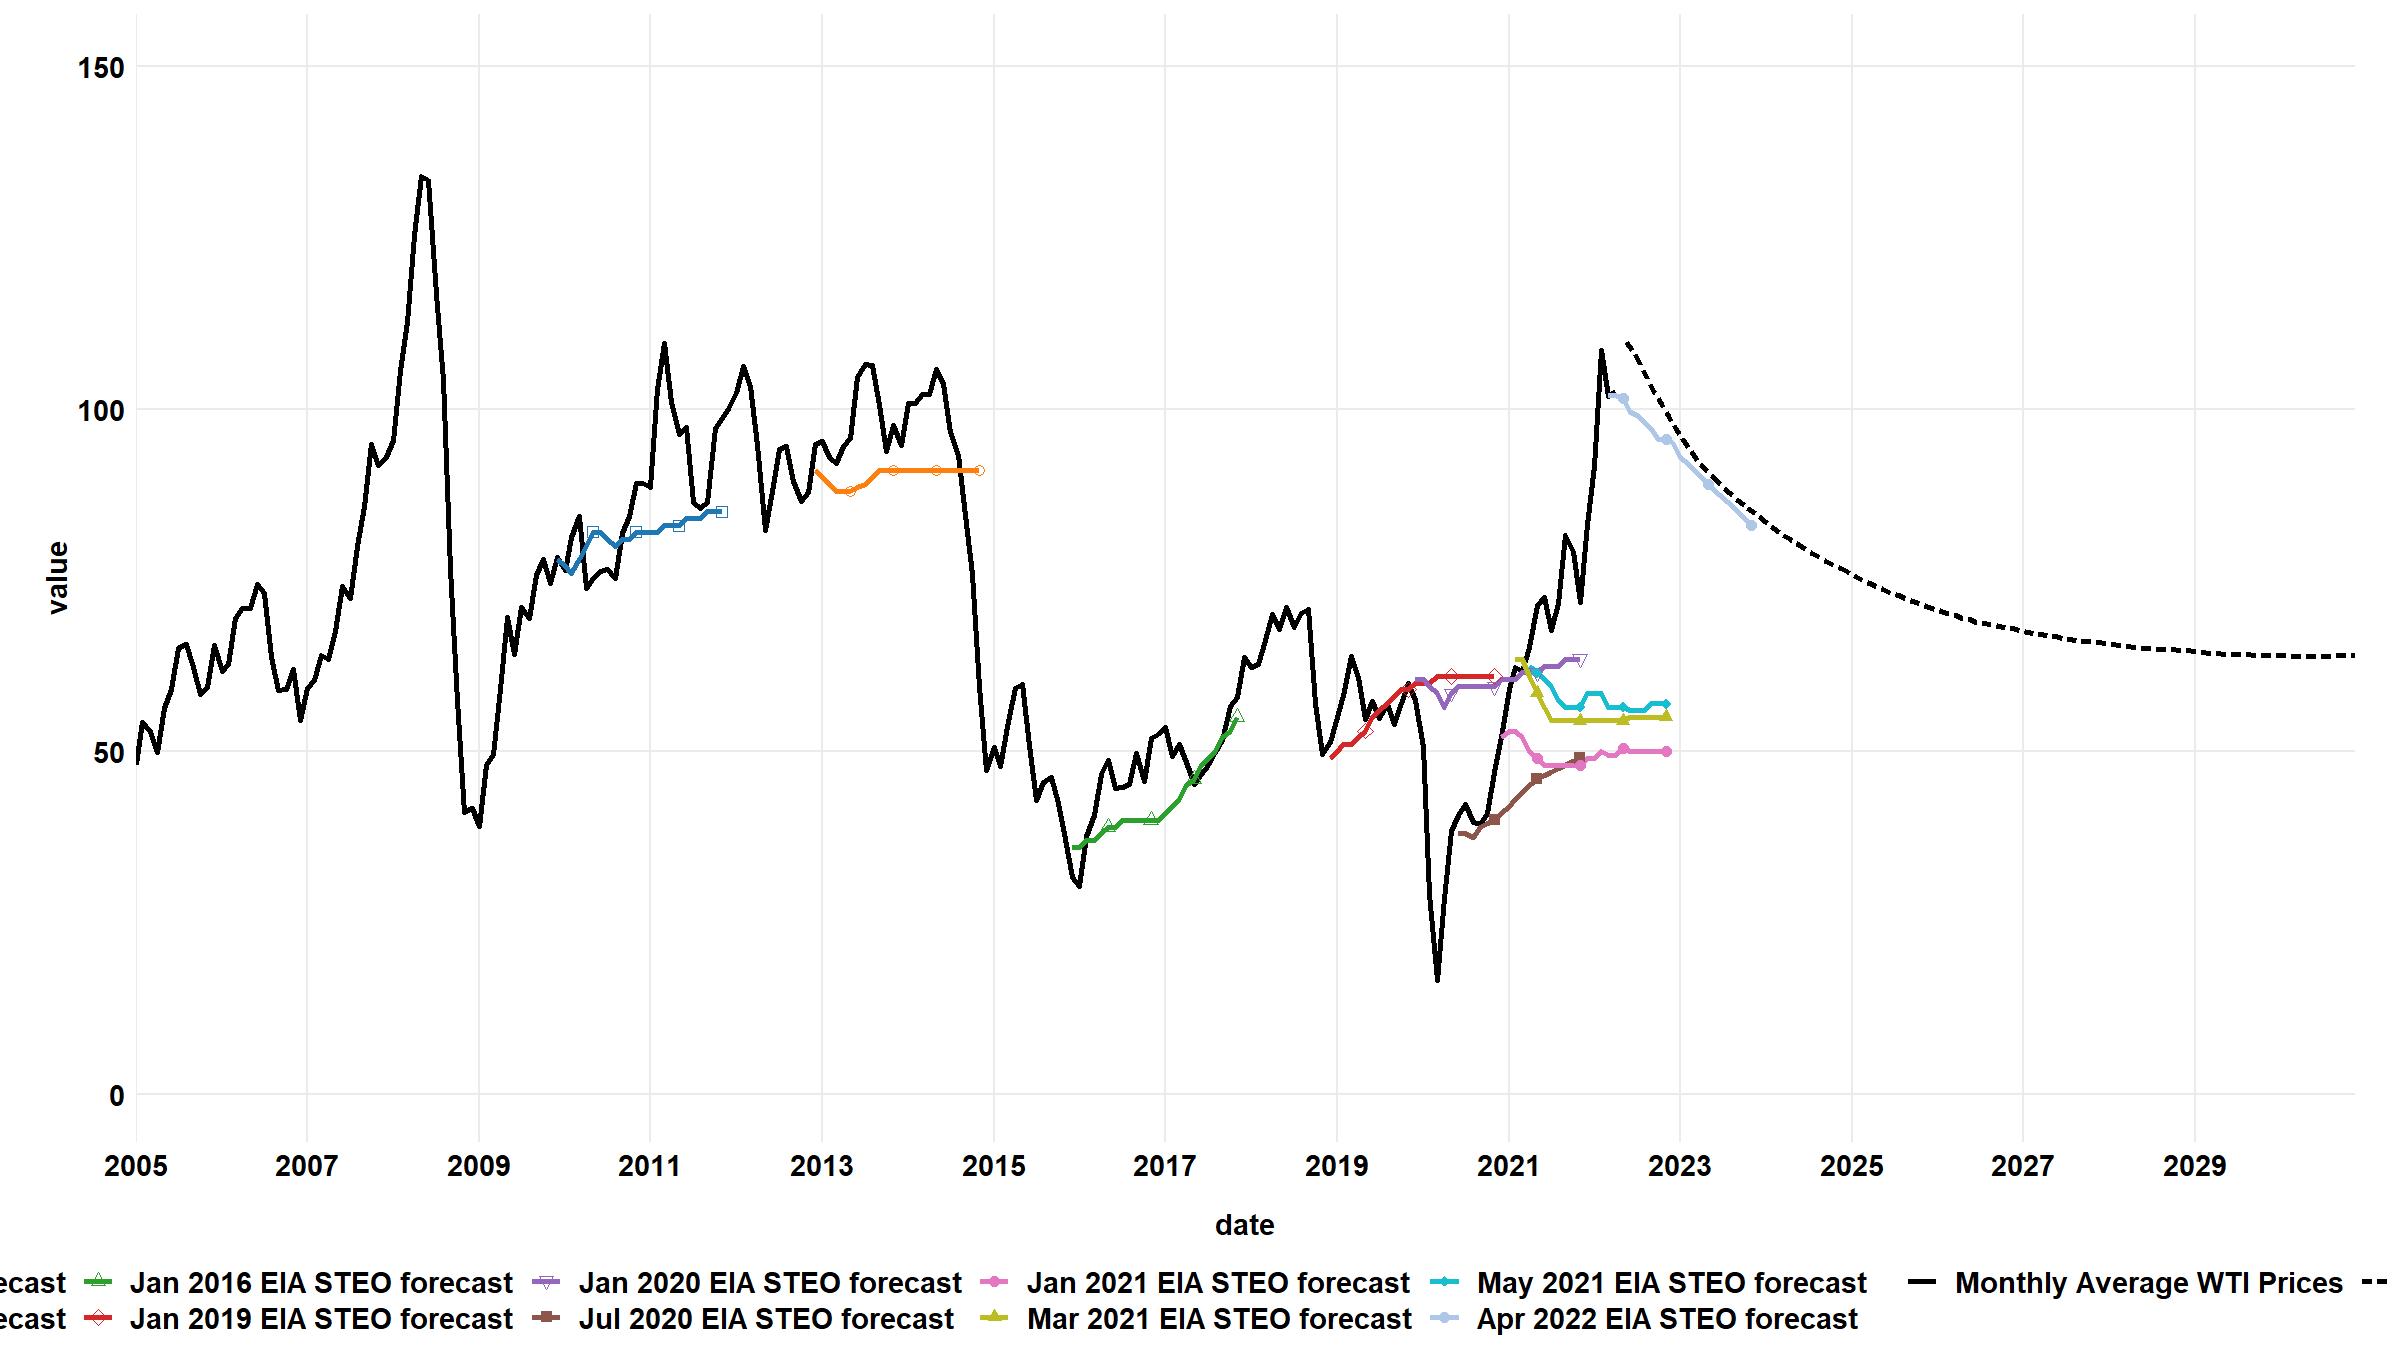 150
100
50
0
value
2005 2007 2009 2011 2013 2015 2017 2019 2021 2023 2025 2027 2029
date
ecast Jan 2016 EIA STEO forecast Jan 2020 EIA STEO forecast Jan 2021 EIA STEO forecast May 2021 EIA STEO forecast Monthly Average WTI Prices
ecast Jan 2019 EIA STEO forecast Jul 2020 EIA STEO forecast Mar 2021 EIA STEO forecast Apr 2022 EIA STEO forecast